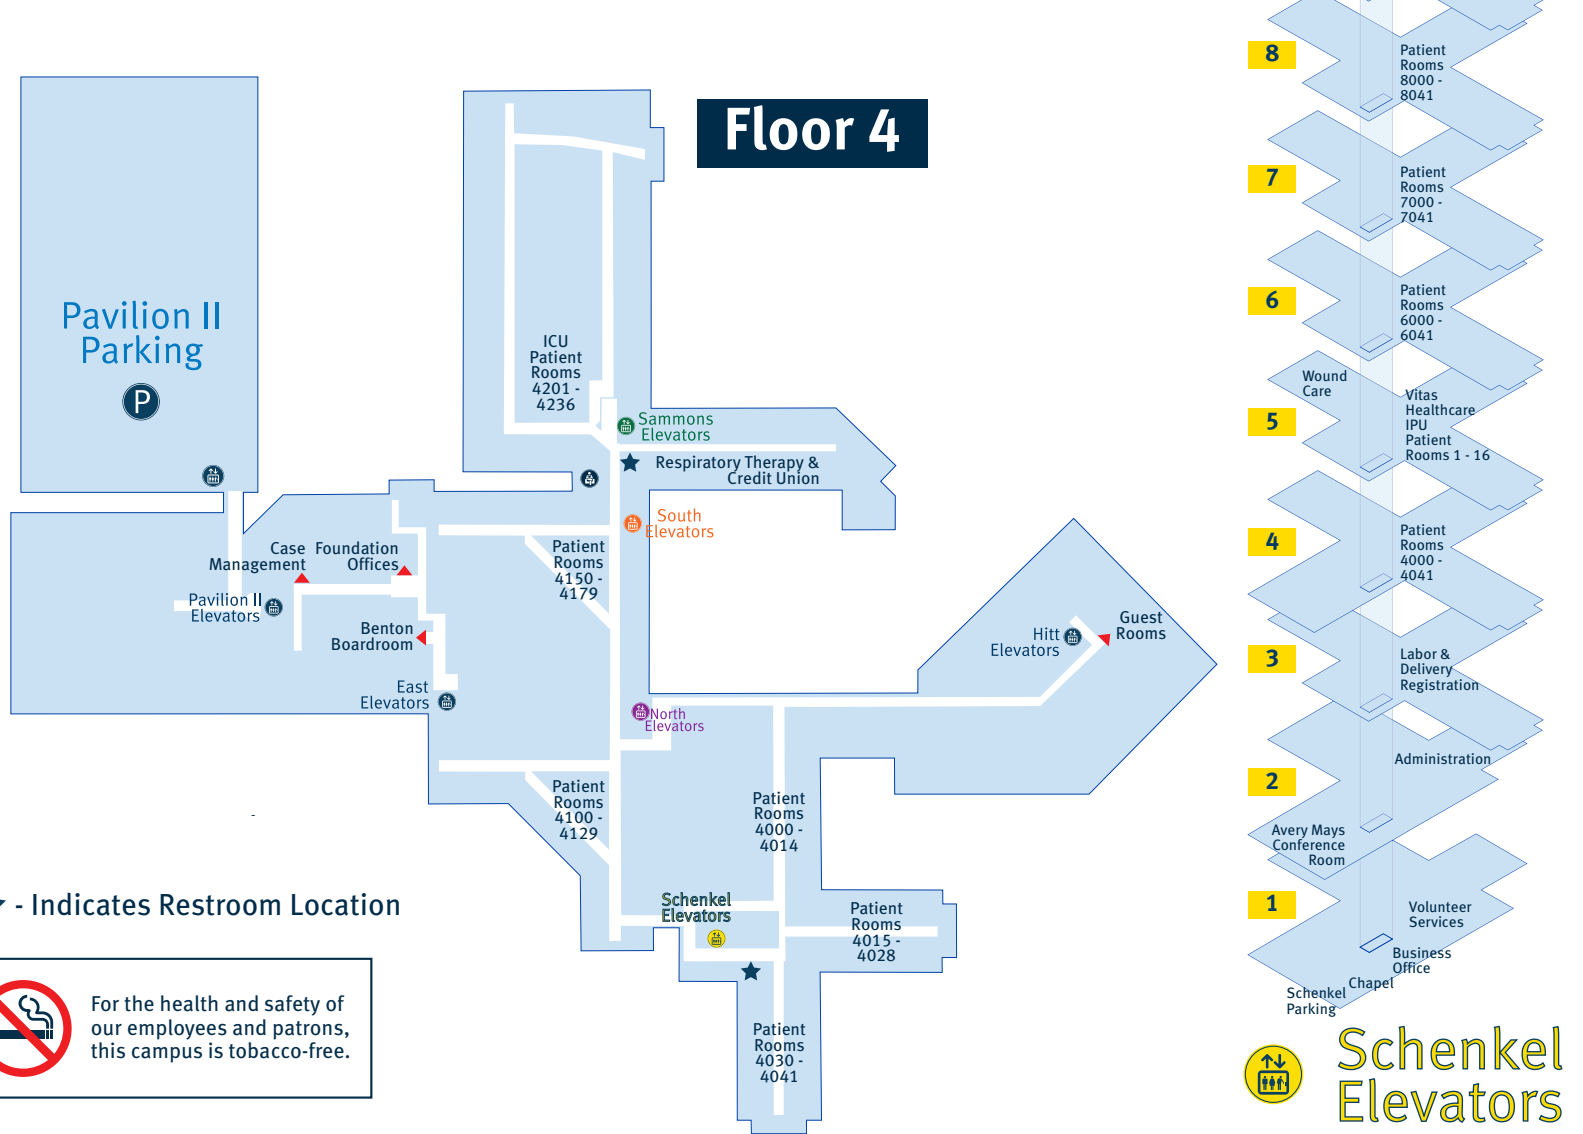 Floor 4
Pavilion II
Parking
P
ICU
Patient
Rooms
4201 -
4236
Sammons
Elevators
Respiratory Therapy &
Credit Union
South
Elevators
Patient
Rooms
4150 -
4179
Case
Management
Foundation
Offices
Pavilion II
Elevators
Benton
Boardroom
East
Elevators
Hitt
Elevators
Guest
Rooms
North
Elevators
Patient
Rooms
4100 -
4129
Patient
Rooms
4000 -
4014
Schenkel
Elevators
Patient
Rooms
4015 -
4028
Patient
Rooms
4030 -
4041
- Indicates Restroom Location
For the health and safety of
our employees and patrons,
this campus is tobacco-free.
8
Patient
Rooms
8000 -
8041
7
Patient
Rooms
7000 -
7041
6
Patient
Rooms
6000 -
6041
5
Wound
Care
Vitas
Healthcare
IPU
Patient
Rooms 1 - 16
4
Patient
Rooms
4000 -
4041
3
Labor &
Delivery
Registration
2
Administration
Avery Mays
Conference
Room
1
Volunteer
Services
Business
Office
Chapel
Schenkel
Parking
Schenkel
Elevators